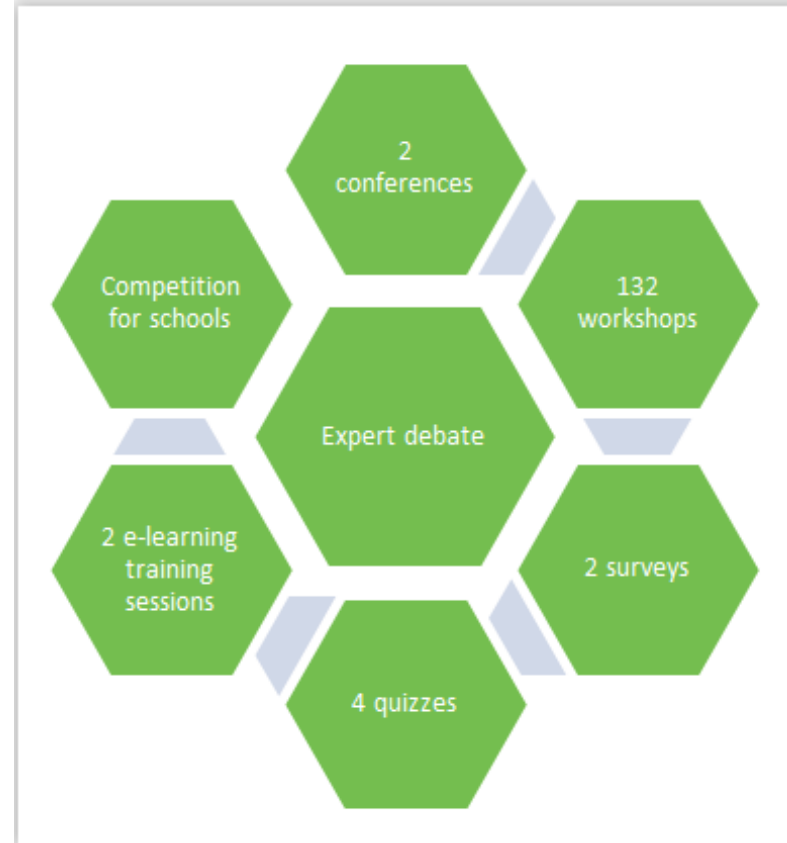 2
conferences
132
workshops
2 surveys
4 quizzes
2 e-learning
training
sessions
Competition
for schools
Expert debate